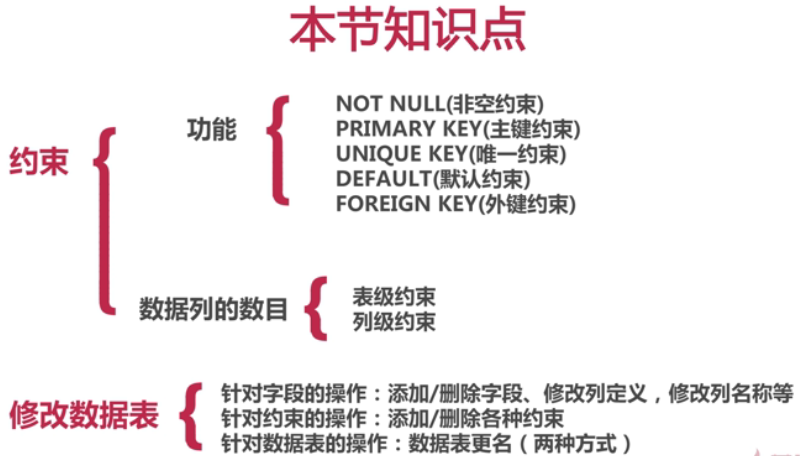 本节知识点
约束
功能
NOT NULL(非空约束)
PRIMARY KEY(主键约束)
UNIQUE KEY(唯一约束)
DEFAULT(默认约束)
FOREIGN KEY(外键约束)
数据列的数目
表级约束
列级约束
修改数据表
针对字段的操作：添加/删除字段、修改列定义，修改列名称等
针对约束的操作：添加/删除各种约束
针对数据表的操作：数据表更名（两种方式）